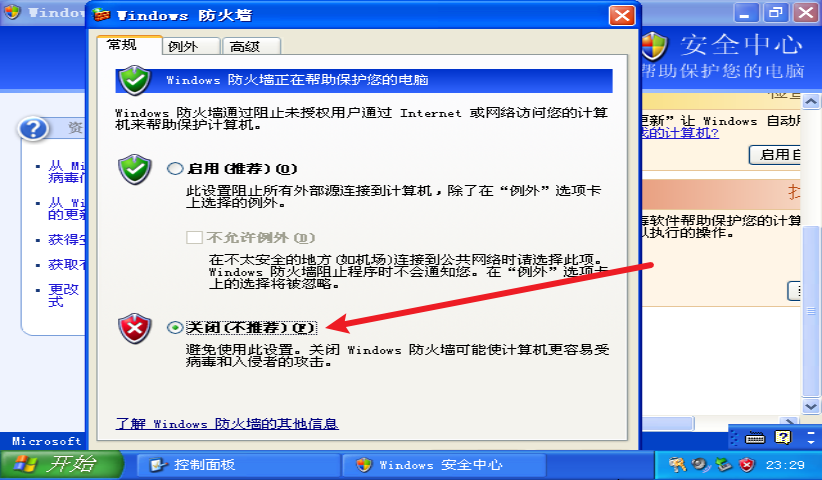 Windows
Windows 防火墙
安全中心
帮助保护您的电脑
常规
例外
高级
Windows 防火墙正在帮助保护您的电脑
Windows 防火墙通过阻止未授权用户通过 Internet 或网络访问您的计算
机来帮助保护计算机。
启用(推荐)(O)
此设置阻止所有外部源连接到计算机，除了在“例外”选项卡
上选择的例外。
不允许例外(D)
在不太安全的地方(如机场)连接到公共网络时请选择此项。
Windows 防火墙阻止程序时不会通知您。在“例外”选项卡
上的选择将被忽略。
关闭(不推荐)(F)
避免使用此设置。关闭 Windows 防火墙可能使计算机更容易受
病毒和入侵者的攻击。
了解 Windows 防火墙的其他信息
资
从 Mi
病毒
从 Wi
的更新
获得
获取
更改
式
更新”让 Windows 自动
我的计算机?
启用
找
毒软件帮助保护您的计算
以执行的操作。
Microsoft
开始
控制面板
Windows 安全中心
23:29